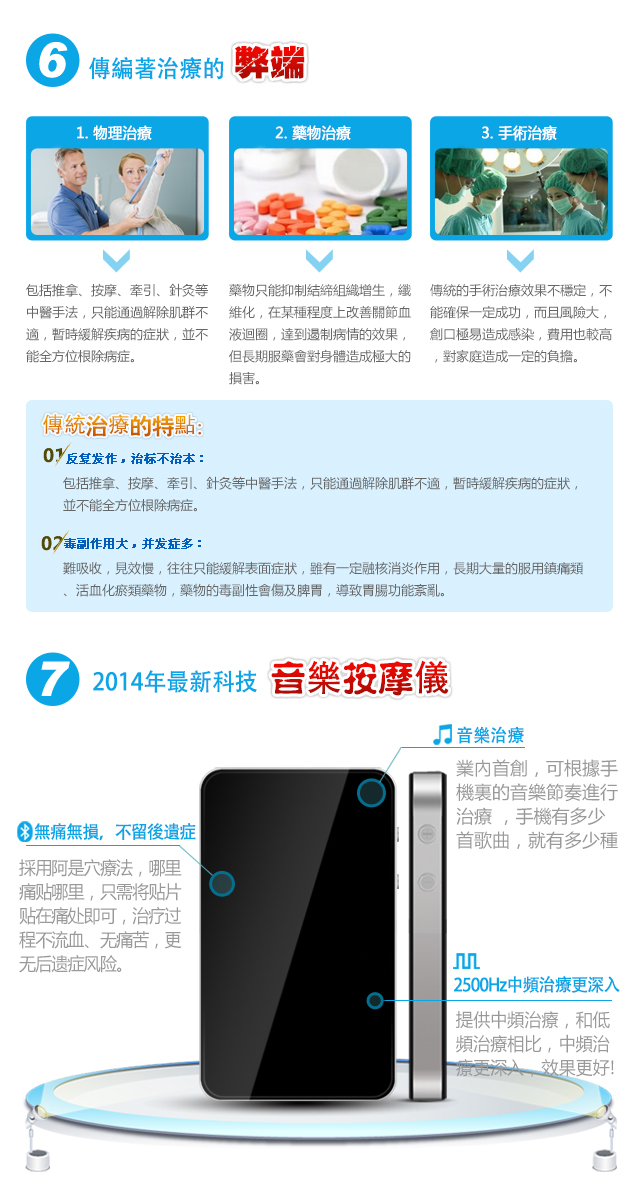 6 傳編著治療的 弊端
1. 物理治療
2. 藥物治療
3. 手術治療
包括推拿、按摩、牽引、針灸等
中醫手法，只能通過解除肌群不
適，暫時緩解疾病的症狀，並不
能全方位根除病症。
藥物只能抑制結締組織增生，纖
維化，在某種程度上改善關節血
液迴圈，達到遏制病情的效果，
但長期服藥會對身體造成極大的
損害。
傳統的手術治療效果不穩定，不
能確保一定成功，而且風險大，
創口極易造成感染，費用也較高
，對家庭造成一定的負擔。
傳統治療的特點：
01 反复发作，治标不治本：
包括推拿、按摩、牽引、針灸等中醫手法，只能通過解除肌群不適，暫時緩解疾病的症狀，
並不能全方位根除病症。
02 毒副作用大，并发症多：
難吸收，見效慢，往往只能緩解表面症狀，雖有一定融核消炎作用，長期大量的服用鎮痛類
、活血化瘀類藥物，藥物的毒副性會傷及脾胃，導致胃腸功能紊亂。
7 2014年最新科技 音樂按摩儀
音樂治療
業內首創，可根據手
機裏的音樂節奏進行
治療 ，手機有多少
首歌曲，就有多少種
無痛無損，不留後遺症
採用阿是穴療法，哪里
痛贴哪里，只需将贴片
贴在痛处即可，治疗过
程不流血、无痛苦，更
无后遗症风险。
2500Hz中頻治療更深入
提供中頻治療，和低
頻治療相比，中頻治
療更深入，效果更好!